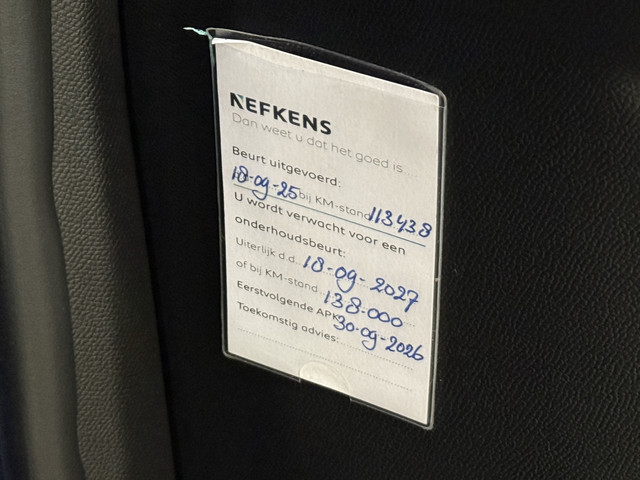 NEFKENS
Dan weet u dat het goed is
Beurt uitgevoerd:
18-09-25 bij KM-stand 113438
U wordt verwacht voor een
onderhoudsbeurt:
Uiterlijk d.d. 18-09-2027
of bij KM-stand 138.000
Eerstvolgende APK 30-09-2026
Toekomstig advies: